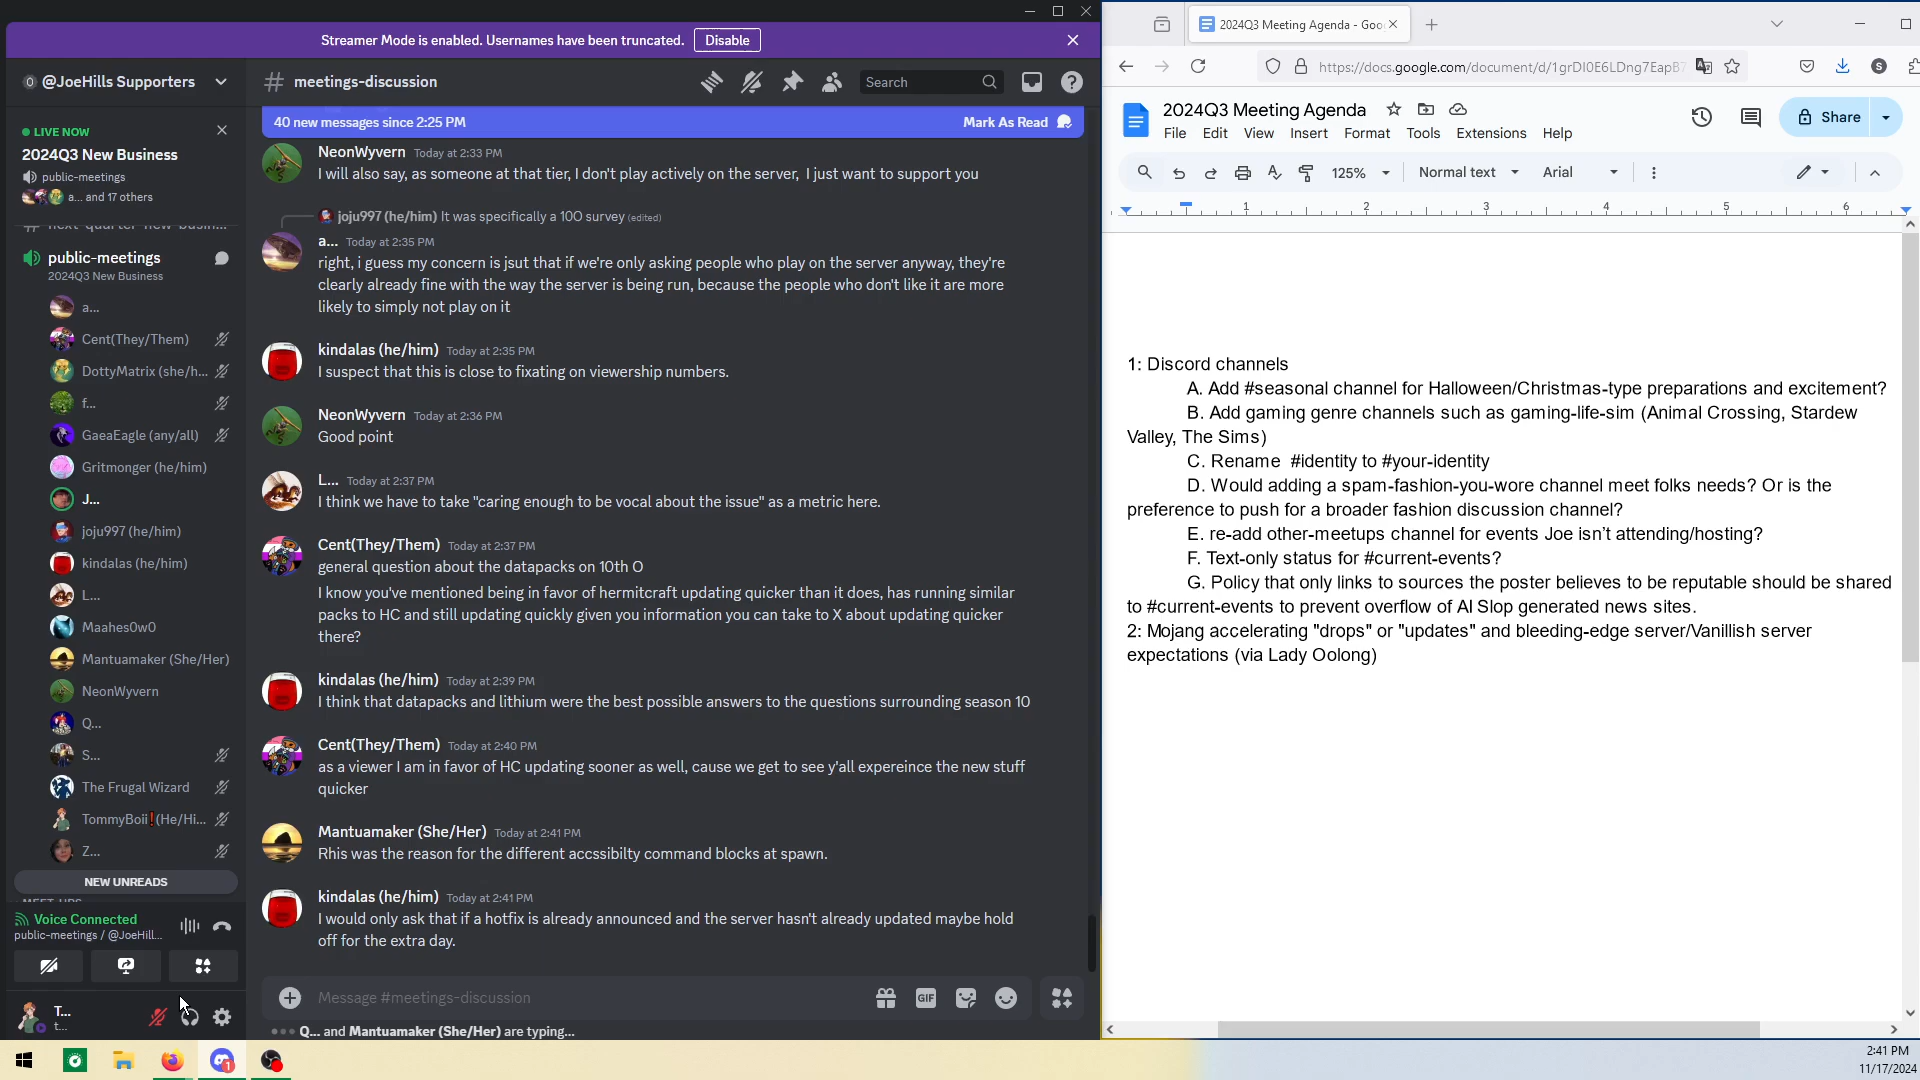 Streamer Mode is enabled. Usernames have been truncated. Disable
@JoeHills Supporters
LIVE NOW
2024Q3 New Business
public-meetings
a... and 17 others
public-meetings
2024Q3 New Business
a...
Cent(They/Them)
DottyMatrix (she/h...
f...
GaeaEagle (any/all)
Gritmonger (he/him)
J...
joju997 (he/him)
kindalas (he/him)
L...
MaahesOwO
Mantuamaker (She/Her)
NeonWyvern
Q...
S...
The Frugal Wizard
TommyBoii❗(He/Hi...
Z...
NEW UNREADS
Voice Connected
public-meetings / @JoeHill...
T...
t...
# meetings-discussion
Search
40 new messages since 2:25 PM Mark As Read
NeonWyvern Today at 2:33 PM
I will also say, as someone at that tier, I don't play actively on the server, I just want to support you
joju997 (he/him) It was specifically a 10O survey (edited)
a... Today at 2:35 PM
right, i guess my concern is jsut that if we're only asking people who play on the server anyway, they're
clearly already fine with the way the server is being run, because the people who don't like it are more
likely to simply not play on it
kindalas (he/him) Today at 2:35 PM
I suspect that this is close to fixating on viewership numbers.
NeonWyvern Today at 2:36 PM
Good point
L... Today at 2:37 PM
I think we have to take "caring enough to be vocal about the issue" as a metric here.
Cent(They/Them) Today at 2:37 PM
general question about the datapacks on 10th O
I know you've mentioned being in favor of hermitcraft updating quicker than it does, has running similar
packs to HC and still updating quickly given you information you can take to X about updating quicker
there?
kindalas (he/him) Today at 2:39 PM
I think that datapacks and lithium were the best possible answers to the questions surrounding season 10
Cent(They/Them) Today at 2:40 PM
as a viewer I am in favor of HC updating sooner as well, cause we get to see y'all expereince the new stuff
quicker
Mantuamaker (She/Her) Today at 2:41 PM
Rhis was the reason for the different accssibilty command blocks at spawn.
kindalas (he/him) Today at 2:41 PM
I would only ask that if a hotfix is already announced and the server hasn't already updated maybe hold
off for the extra day.
Message #meetings-discussion
GIF
Q... and Mantuamaker (She/Her) are typing...
2024Q3 Meeting Agenda - Goo
https://docs.google.com/document/d/1grDI0E6LDng7EapB7
S
2024Q3 Meeting Agenda
File Edit View Insert Format Tools Extensions Help
Share
125% Normal text Arial
1 2 3 4 5 6
1: Discord channels
A. Add #seasonal channel for Halloween/Christmas-type preparations and excitement?
B. Add gaming genre channels such as gaming-life-sim (Animal Crossing, Stardew
Valley, The Sims)
C. Rename #identity to #your-identity
D. Would adding a spam-fashion-you-wore channel meet folks needs? Or is the
preference to push for a broader fashion discussion channel?
E. re-add other-meetups channel for events Joe isn't attending/hosting?
F. Text-only status for #current-events?
G. Policy that only links to sources the poster believes to be reputable should be shared
to #current-events to prevent overflow of AI Slop generated news sites.
2: Mojang accelerating "drops" or "updates" and bleeding-edge server/Vanillish server
expectations (via Lady Oolong)
1
2:41 PM
11/17/2024